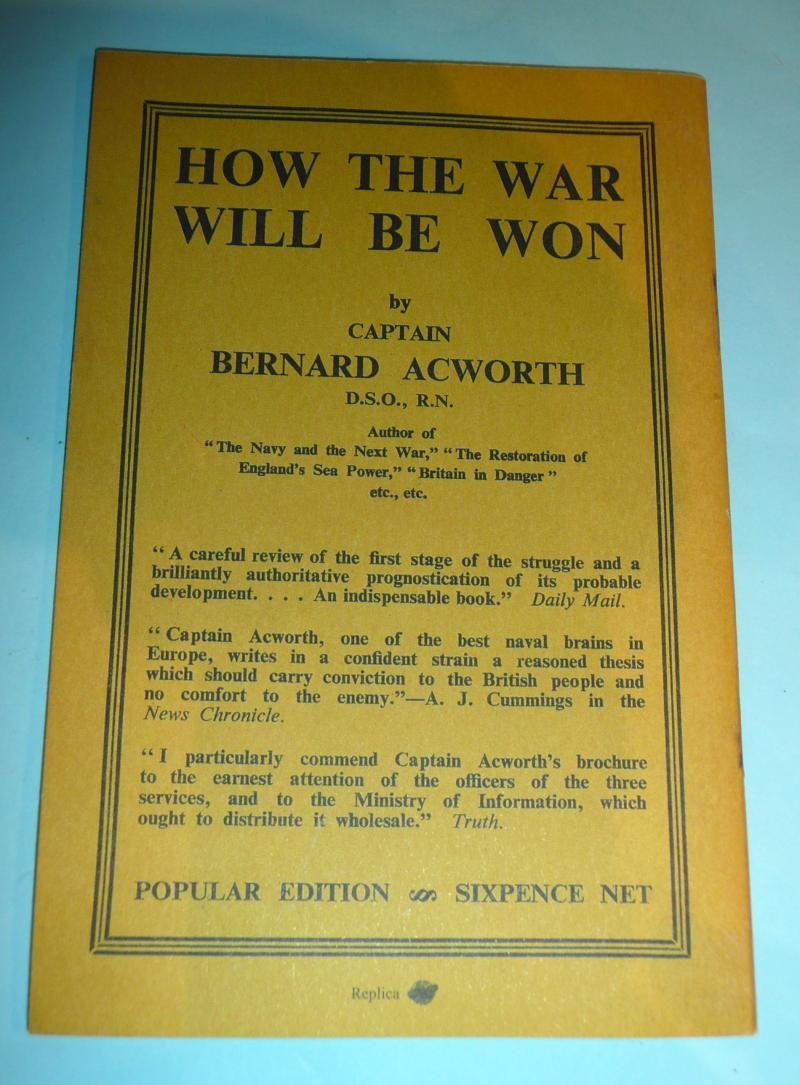 HOW THE WAR
WILL BE WON
by
CAPTAIN
BERNARD ACWORTH
D.S.O., R.N.
Author of
“The Navy and the Next War,” “The Restoration of
England's Sea Power,” “Britain in Danger”
etc., etc.
“A careful review of the first stage of the struggle and a
brilliantly authoritative prognostication of its probable
development. . . . An indispensable book.” Daily Mail.
“Captain Acworth, one of the best naval brains in
Europe, writes in a confident strain a reasoned thesis
which should carry conviction to the British people and
no comfort to the enemy.”—A. J. Cummings in the
News Chronicle.
“I particularly commend Captain Acworth's brochure
to the earnest attention of the officers of the three
services, and to the Ministry of Information, which
ought to distribute it wholesale.” Truth.
POPULAR EDITION SIXPENCE NET
Replica